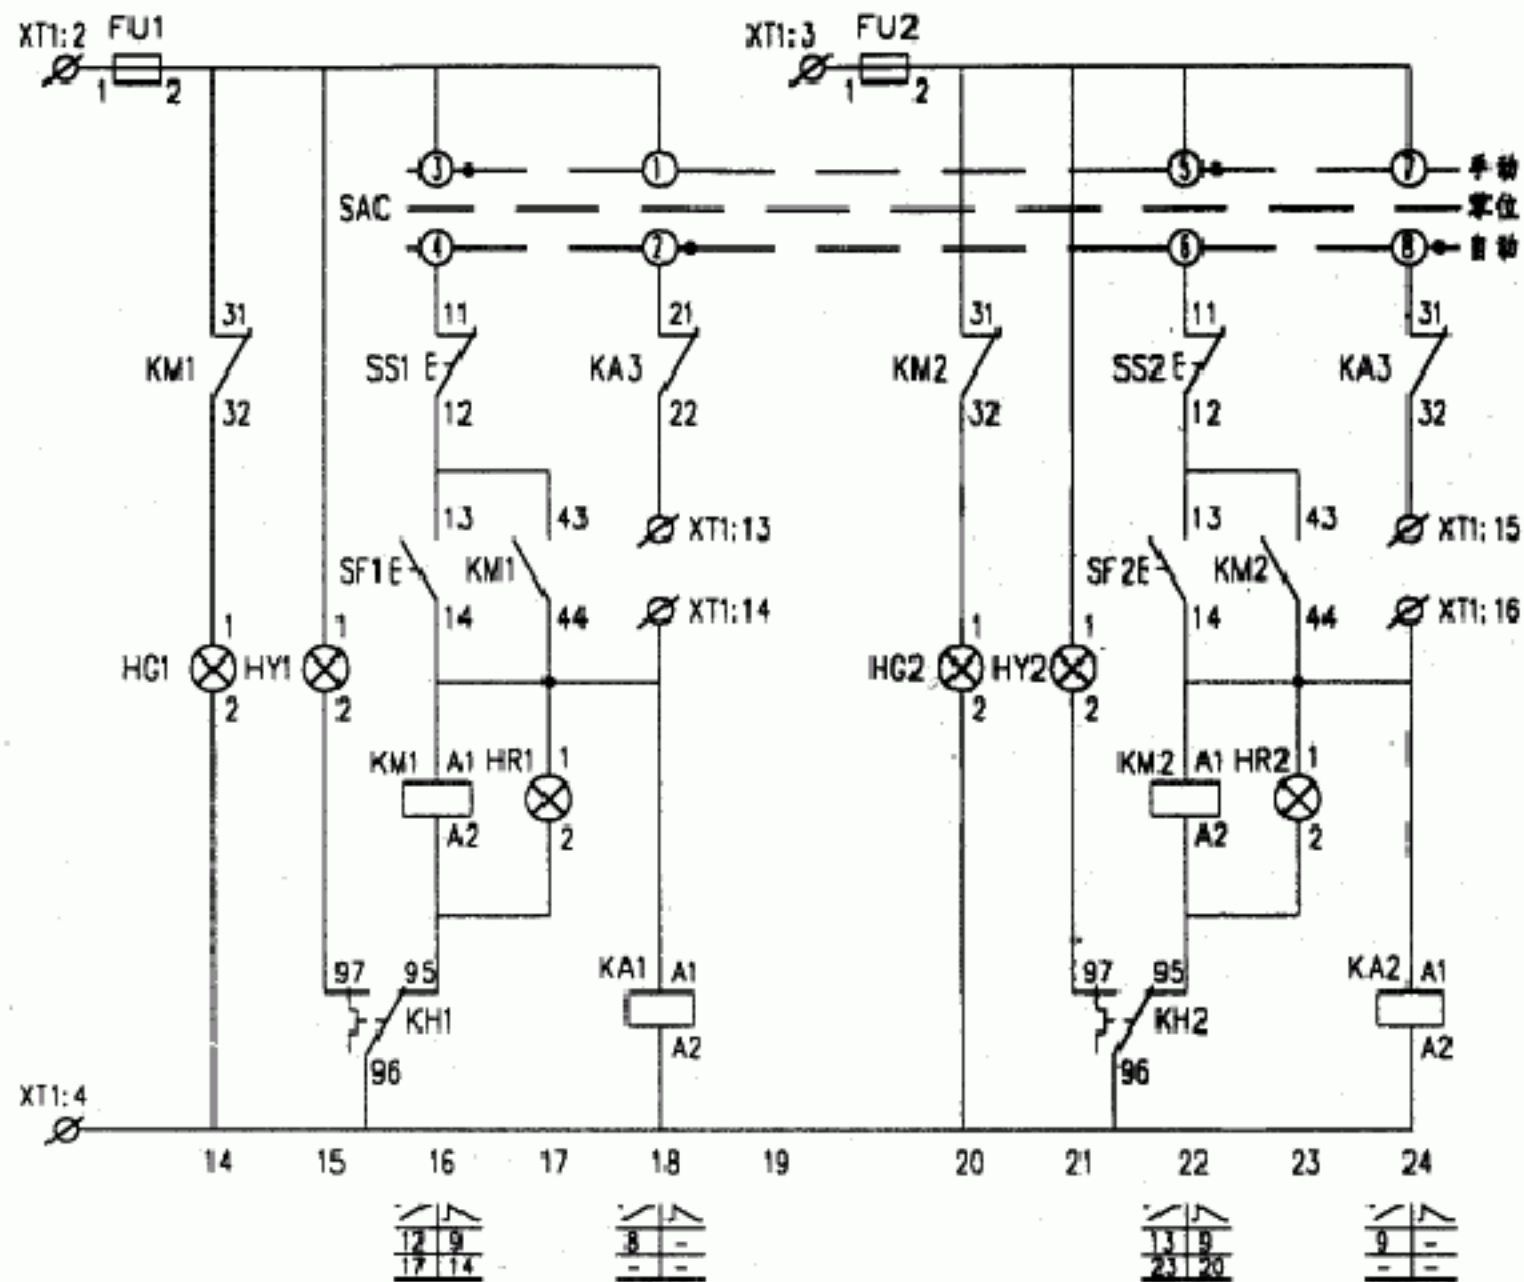 XT1:2 FU1 XT1:3 FU2
1 2 1 2
3 1 5 7 手动
SAC 零位
4 2 6 8 自动
31 11 21 31 11 31
KM1 SS1 E KA3 KM2 SS2 E KA3
32 12 22 32 12 32
13 43 XT1:13 13 43 XT1:15
SF1 E KM1 SF2 E KM2
14 44 XT1:14 14 44 XT1:16
1 1 1 1
HG1 HY1 HG2 HY2
2 2 2 2
KM1 A1 HR1 1 KM2 A1 HR2 1
A2 2 A2 2
97 95 KA1 A1 97 95 KA2 A1
KH1 KH2
96 A2 96 A2
XT1:4
14 15 16 17 18 19 20 21 22 23 24
12 9 8 - 13 9 9 -
17 14 - - 23 20 - -